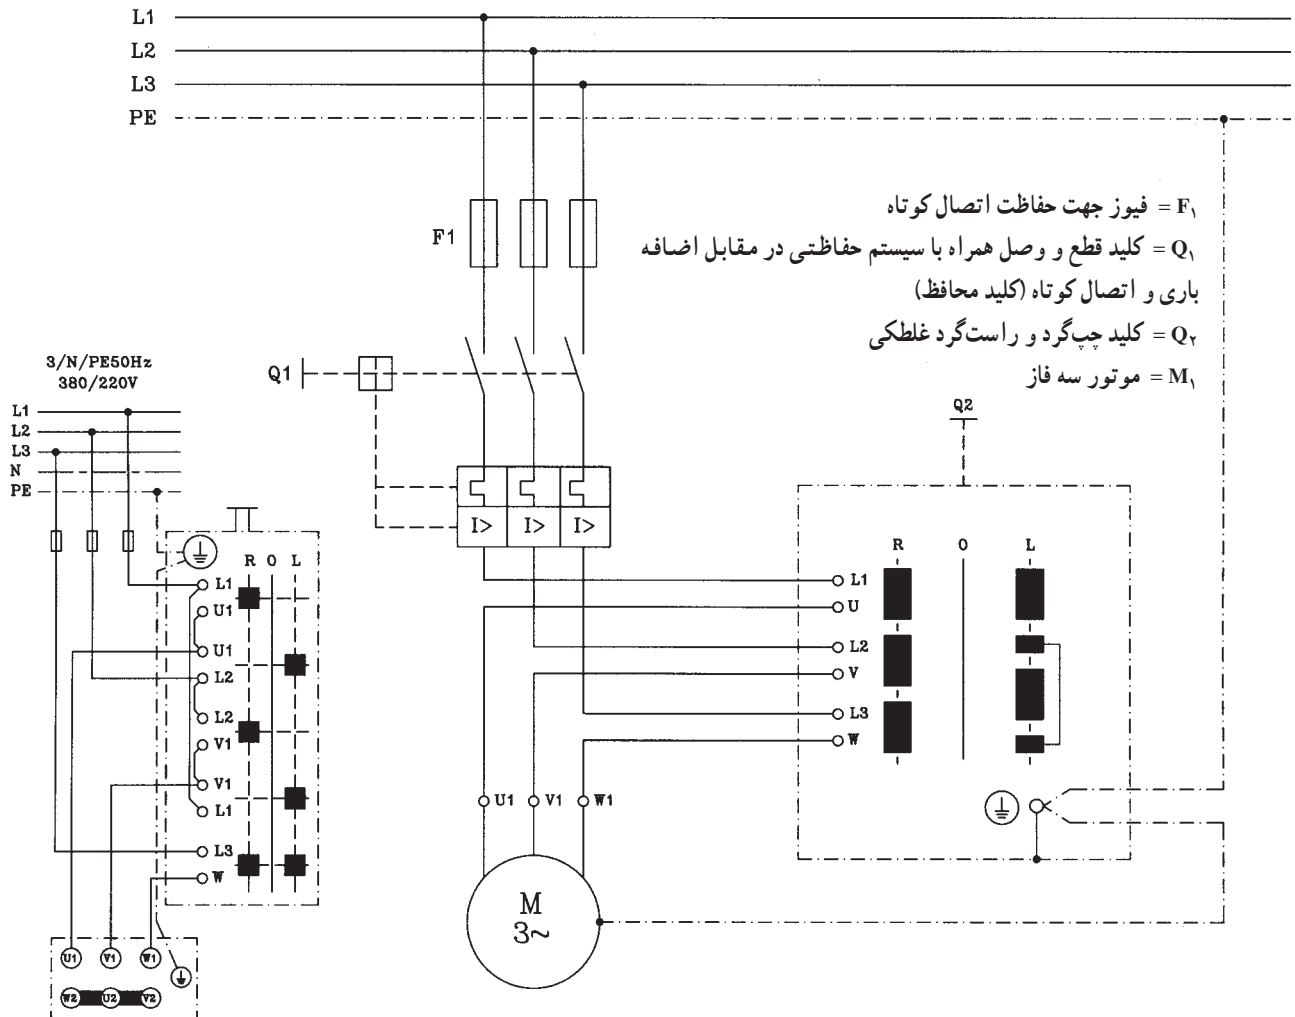 L1
L2
L3
PE
F₁ = فیوز جهت حفاظت اتصال کوتاه
Q₁ = کلید قطع و وصل همراه با سیستم حفاظتی در مقابل اضافه
باری و اتصال کوتاه (کلید محافظ)
Q₂ = کلید چپ‌گرد و راست‌گرد غلطکی
M₁ = موتور سه فاز
F1
Q1
I> I> I>
3/N/PE50Hz
380/220V
L1
L2
L3
N
PE
R 0 L
L1
U1
U1
L2
L2
V1
V1
L1
L3
W
U1 V1 W1
W2 U2 V2
Q2
R 0 L
L1
U
L2
V
L3
W
U1 V1 W1
M
3~